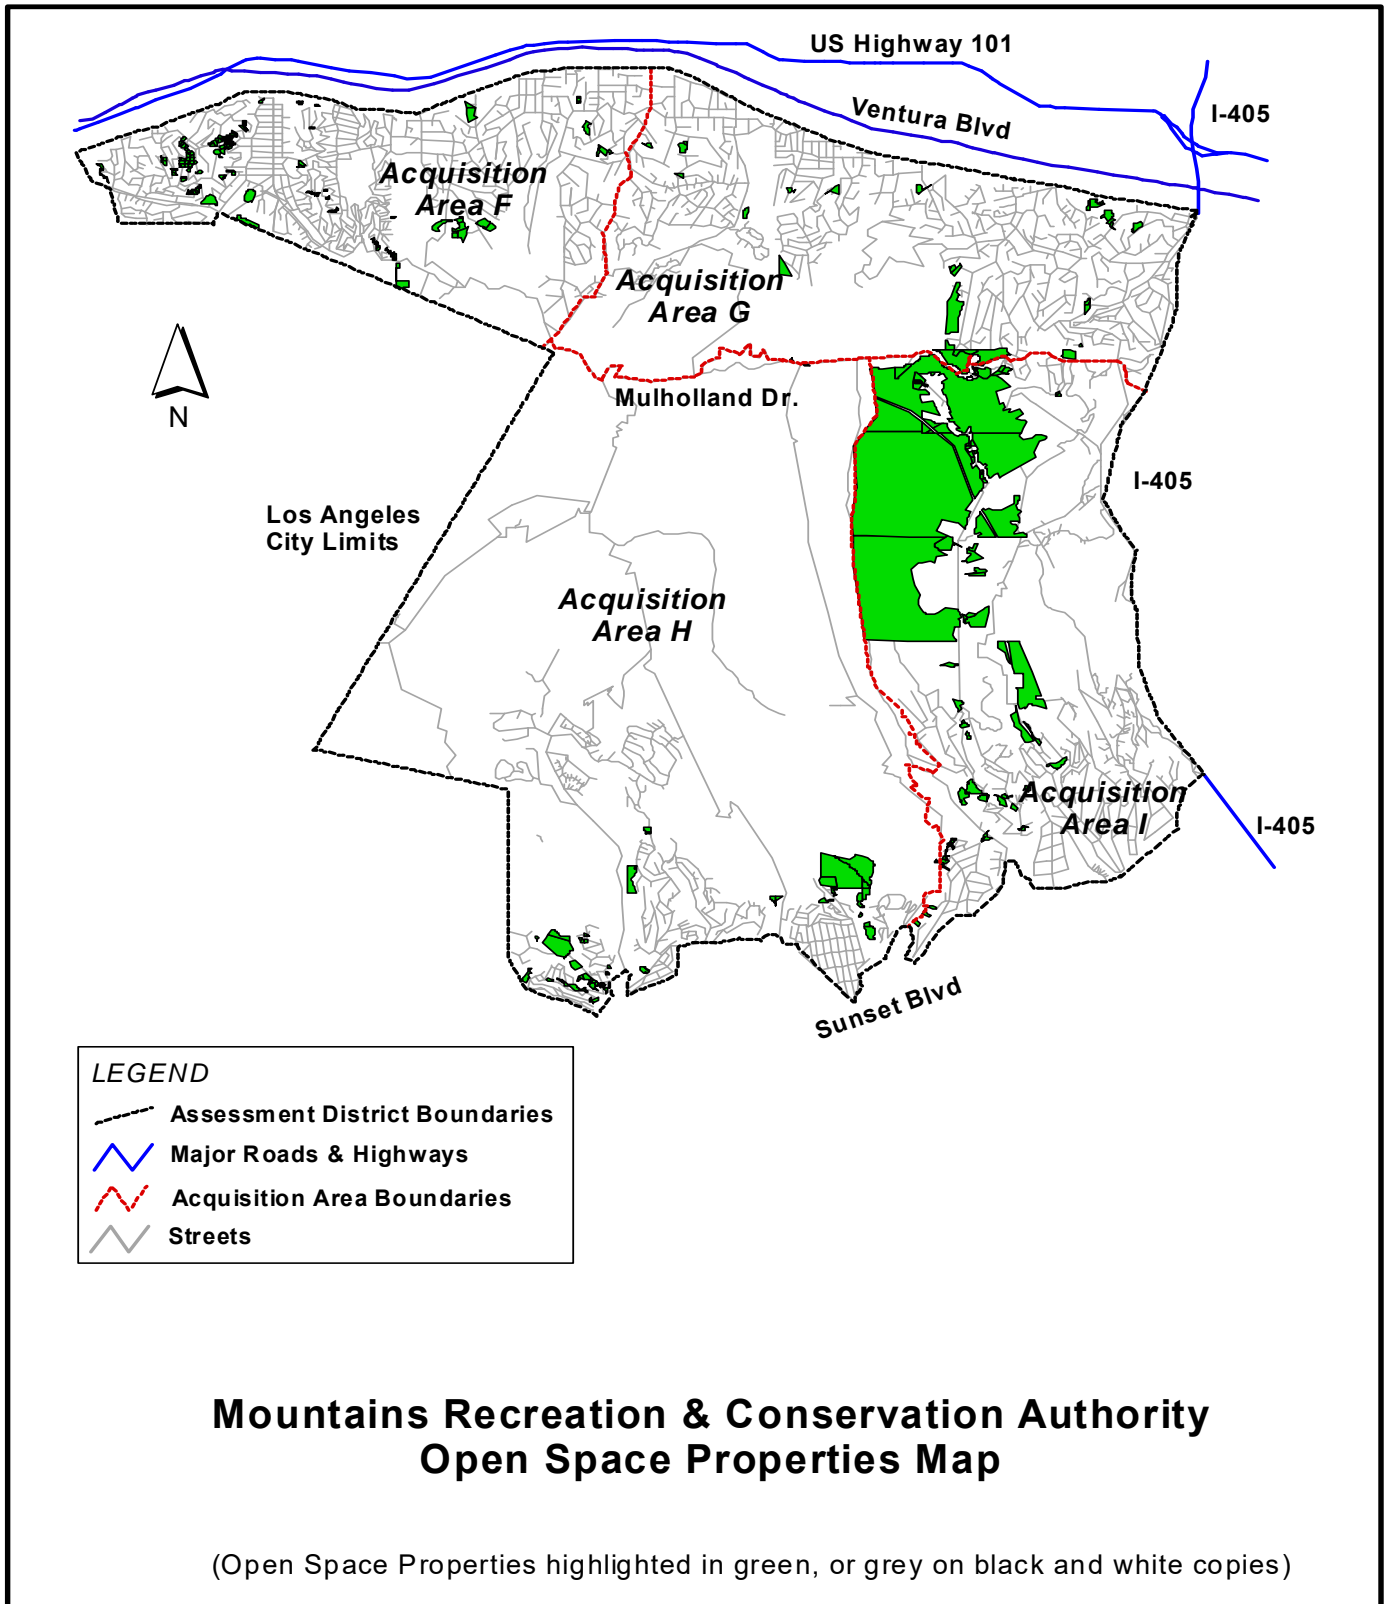 US Highway 101
I-405
Ventura Blvd
Acquisition
Area F
Acquisition
Area G
N
Mulholland Dr.
I-405
Los Angeles
City Limits
Acquisition
Area H
Acquisition
Area I
I-405
Sunset Blvd
LEGEND
Assessment District Boundaries
Major Roads & Highways
Acquisition Area Boundaries
Streets
Mountains Recreation & Conservation Authority
Open Space Properties Map
(Open Space Properties highlighted in green, or grey on black and white copies)